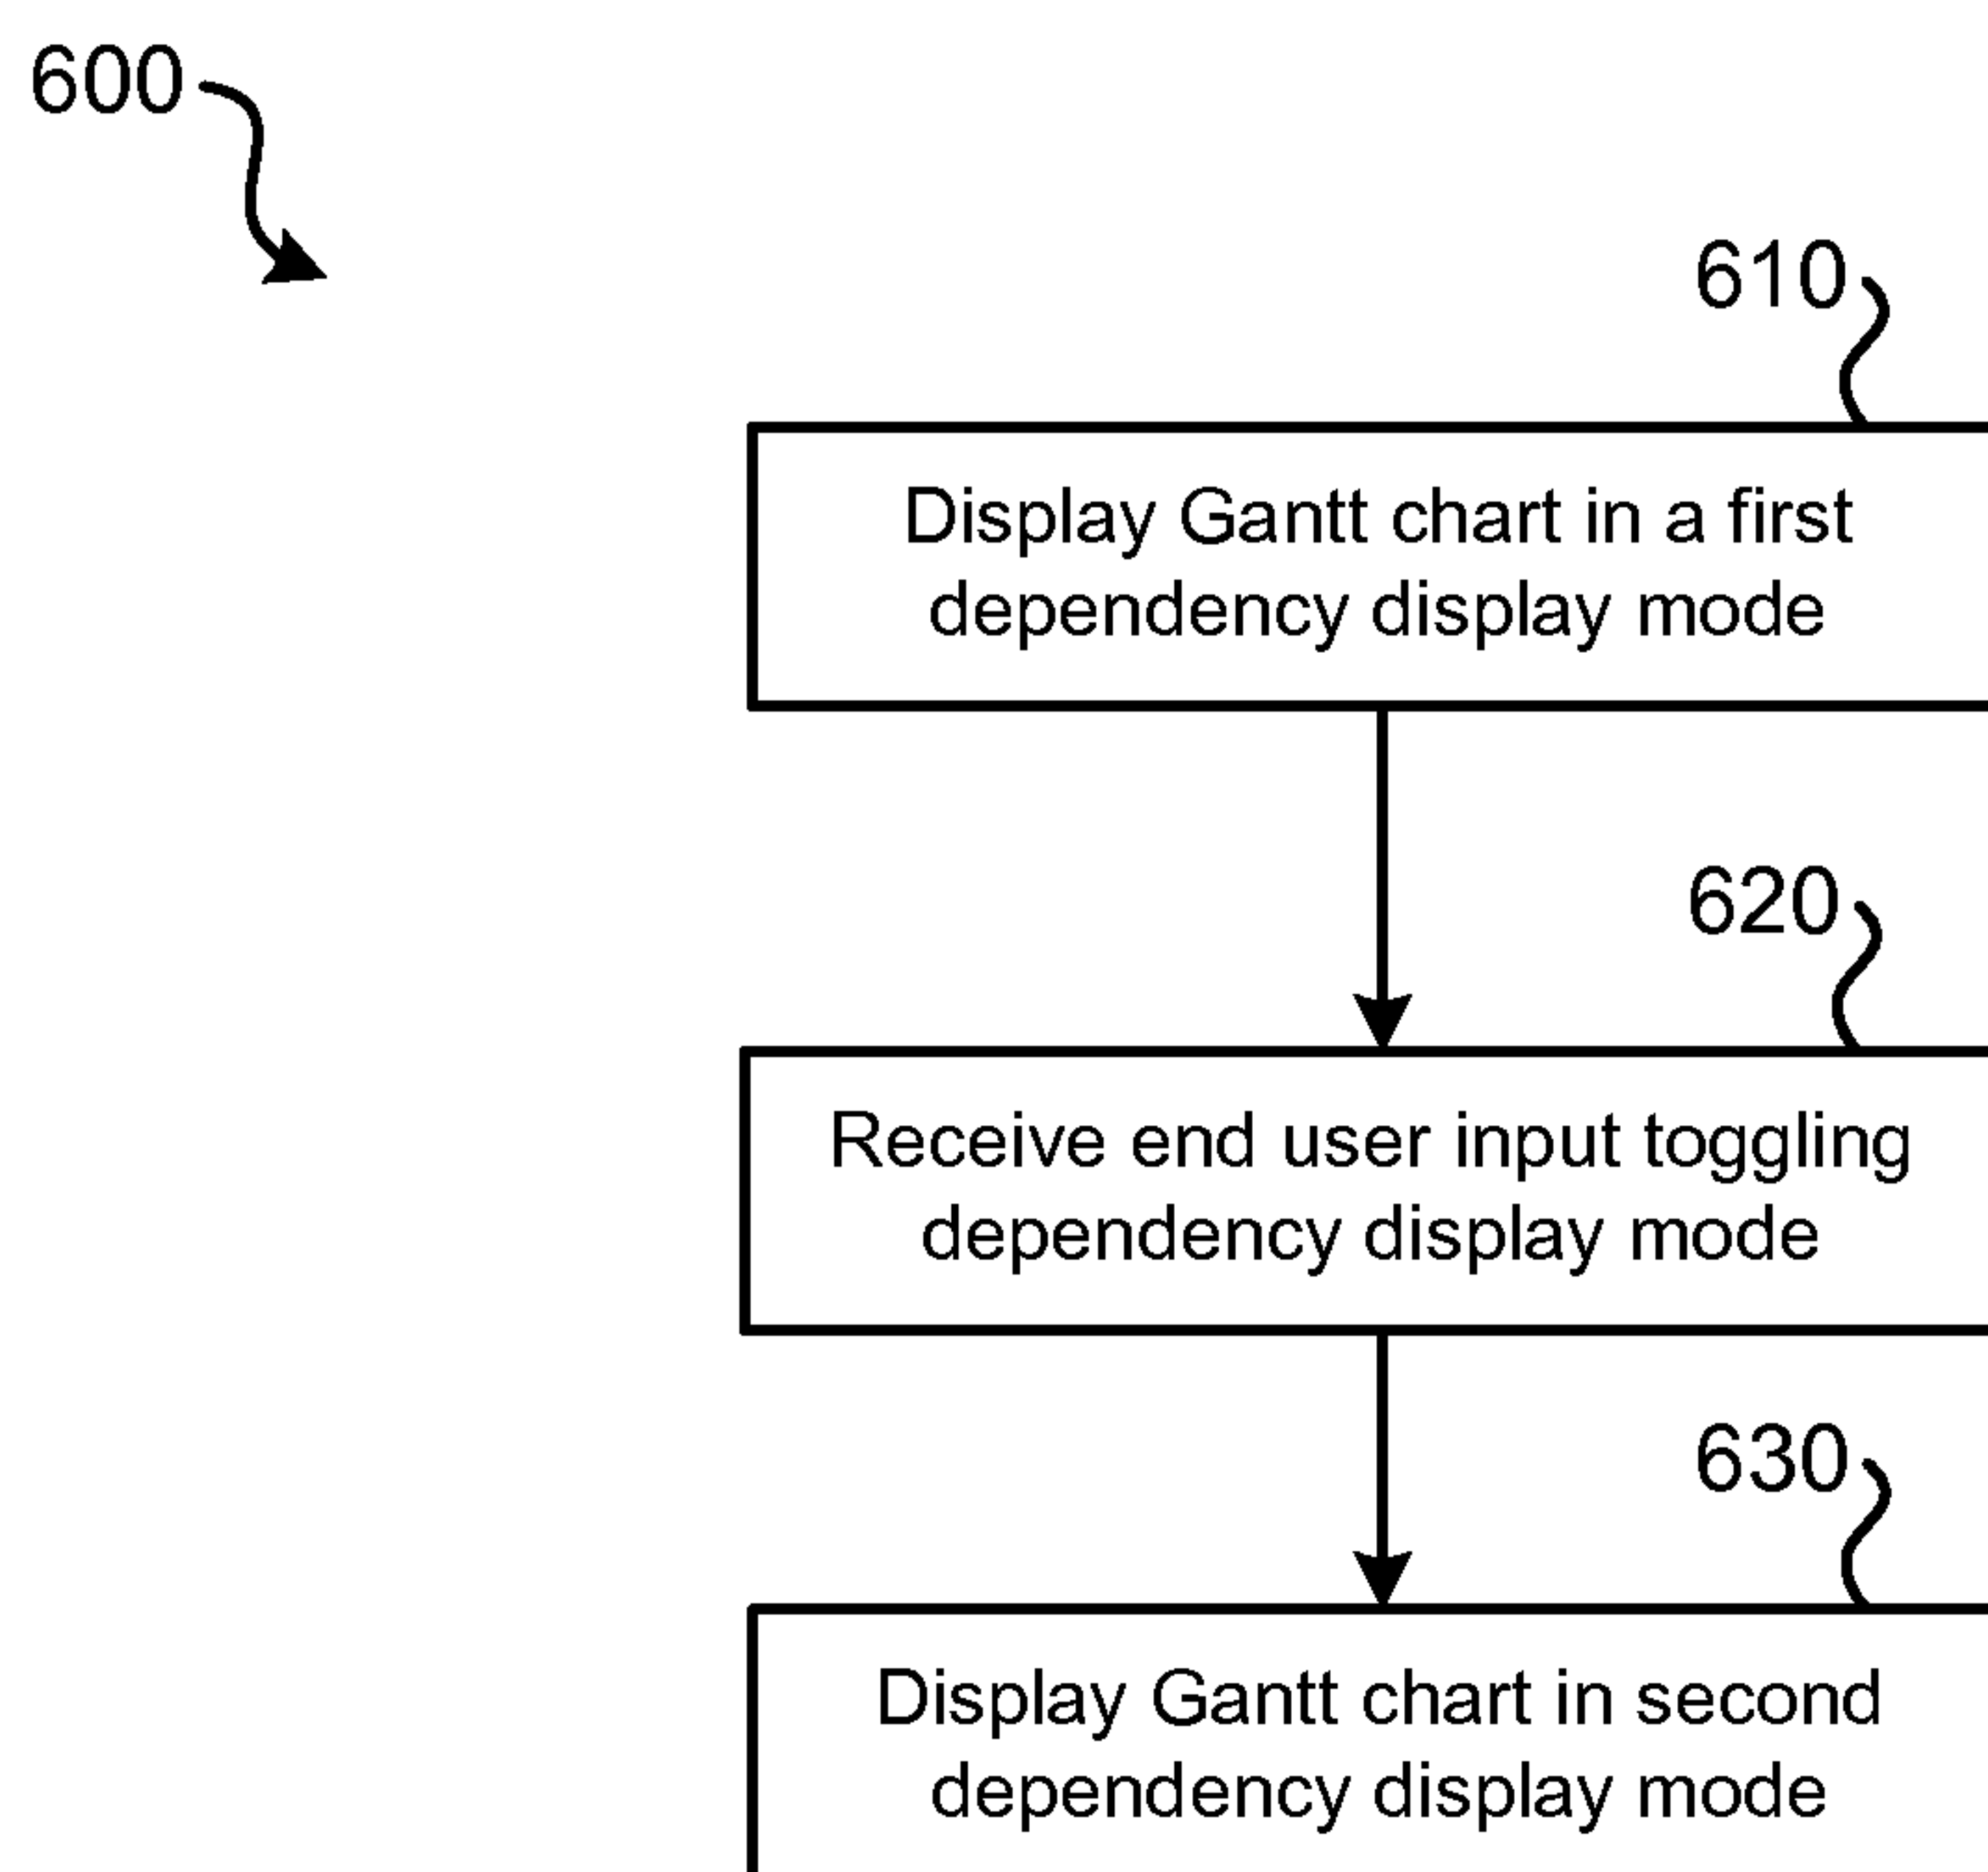 600
610
Display Gantt chart in a first
dependency display mode
620
Receive end user input toggling
dependency display mode
630
Display Gantt chart in second
dependency display mode